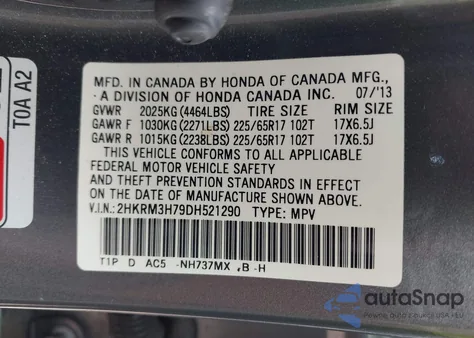 MFD. IN CANADA BY HONDA OF CANADA MFG.,
A DIVISION OF HONDA CANADA INC. 07/'13
GVWR 2025KG (4464LBS) TIRE SIZE RIM SIZE
GAWR F 1030KG (2271LBS) 225/65R17 102T 17X6.5J
GAWR R 1015KG (2238LBS) 225/65R17 102T 17X6.5J
THIS VEHICLE CONFORMS TO ALL APPLICABLE
FEDERAL MOTOR VEHICLE SAFETY
AND THEFT PREVENTION STANDARDS IN EFFECT
ON THE DATE OF MANUFACTURE SHOWN ABOVE.
V.I.N.: 2HKRM3H79DH521290 TYPE: MPV
T1P D AC5 -NH737MX B -H
TOA A2
autoSnap